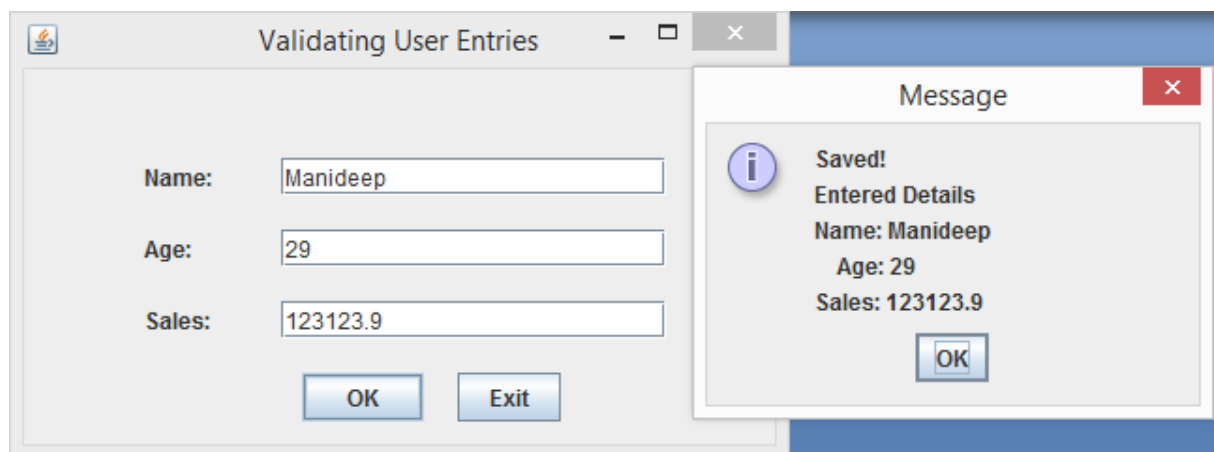 Validating User Entries
Name: Manideep
Age: 29
Sales: 123123.9
OK Exit
Message
Saved!
Entered Details
Name: Manideep
Age: 29
Sales: 123123.9
OK